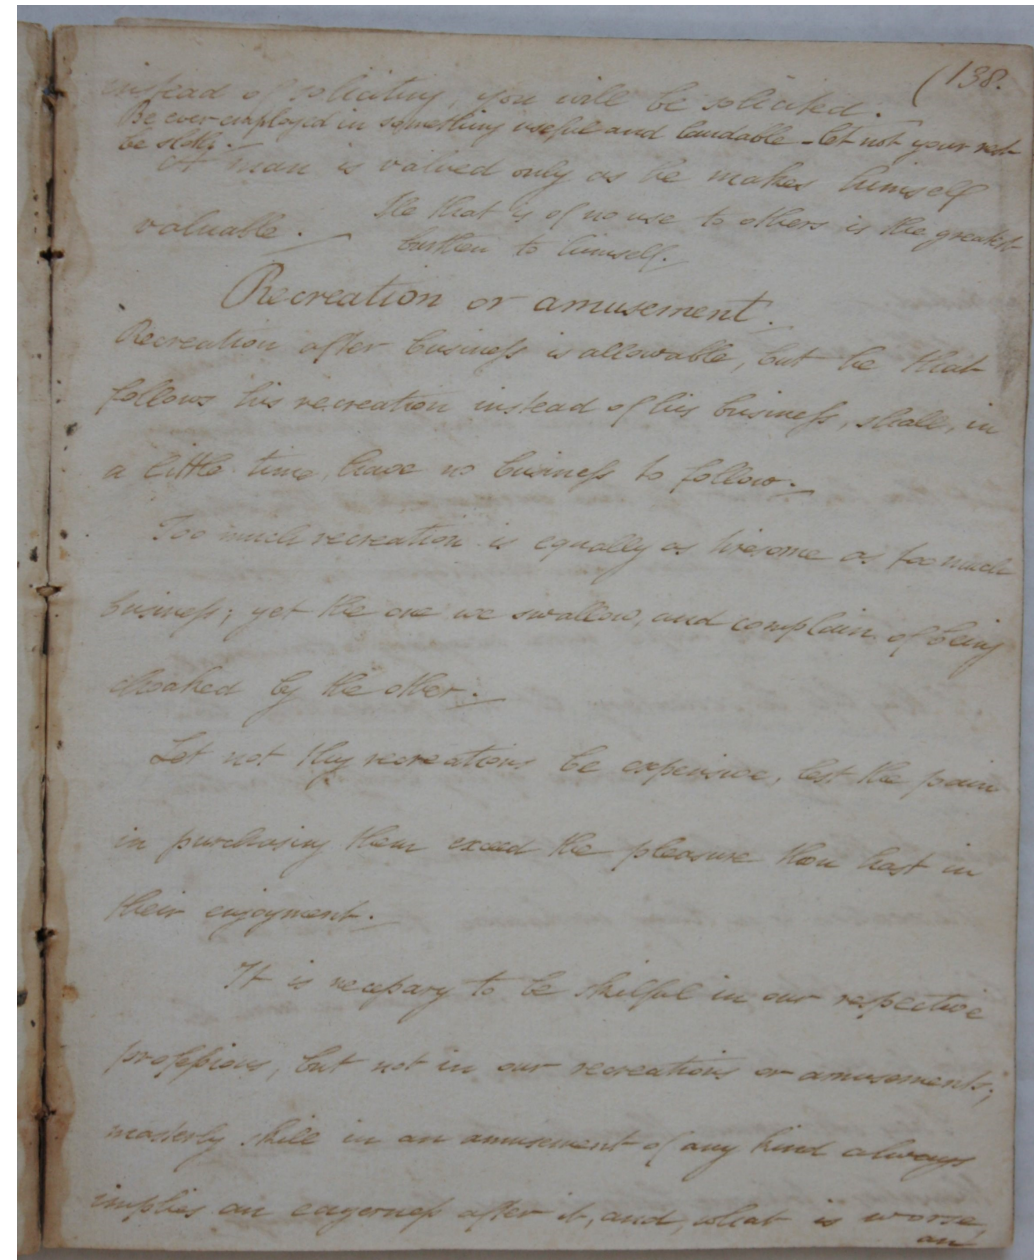 (138.
instead of soliciting, you will be solicited.
Be ever employed in something useful and laudable - let not your rest
be sloth.
A man is valued only as he makes himself
valuable.
He that is of no use to others is the greatest
burthen to himself.
Recreation or amusement.
Recreation after business is allowable, but he that
follows his recreation instead of his business, shall, in
a little time, have no business to follow.
Too much recreation is equally as tiresome as too much
business; yet the one we swallow, and complain of being
choaked by the other.
Let not thy recreations be expensive, lest the pain
in purchasing them exceed the pleasure thou hast in
their enjoyment.
It is necessary to be skilful in our respective
professions, but not in our recreations or amusements;
masterly skill in an amusement of any kind always
implies an eagerness after it, and, what is worse,
an